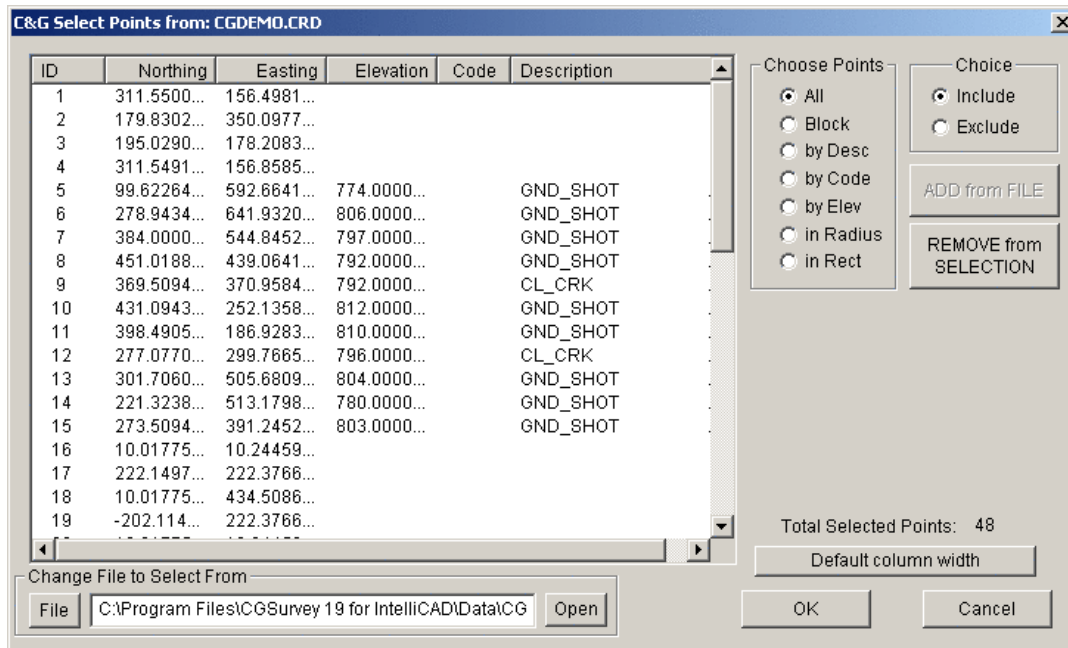 C&G Select Points from: CGDEMO.CRD
ID Northing Easting Elevation Code Description
1 311.5500... 156.4981...
2 179.8302... 350.0977...
3 195.0290... 178.2083...
4 311.5491... 156.8585...
5 99.62264... 592.6641... 774.0000... GND_SHOT
6 278.9434... 641.9320... 806.0000... GND_SHOT
7 384.0000... 544.8452... 797.0000... GND_SHOT
8 451.0188... 439.0641... 792.0000... GND_SHOT
9 369.5094... 370.9584... 792.0000... CL_CRK
10 431.0943... 252.1358... 812.0000... GND_SHOT
11 398.4905... 186.9283... 810.0000... GND_SHOT
12 277.0770... 299.7665... 796.0000... CL_CRK
13 301.7060... 505.6809... 804.0000... GND_SHOT
14 221.3238... 513.1798... 780.0000... GND_SHOT
15 273.5094... 391.2452... 803.0000... GND_SHOT
16 10.01775... 10.24459...
17 222.1497... 222.3766...
18 10.01775... 434.5086...
19 -202.114... 222.3766...
Choose Points
All
Block
by Desc
by Code
by Elev
in Radius
in Rect
Choice
Include
Exclude
ADD from FILE
REMOVE from
SELECTION
Total Selected Points: 48
Default column width
Change File to Select From
File C:\Program Files\CGSurvey 19 for IntelliCAD\Data\CG Open
OK Cancel